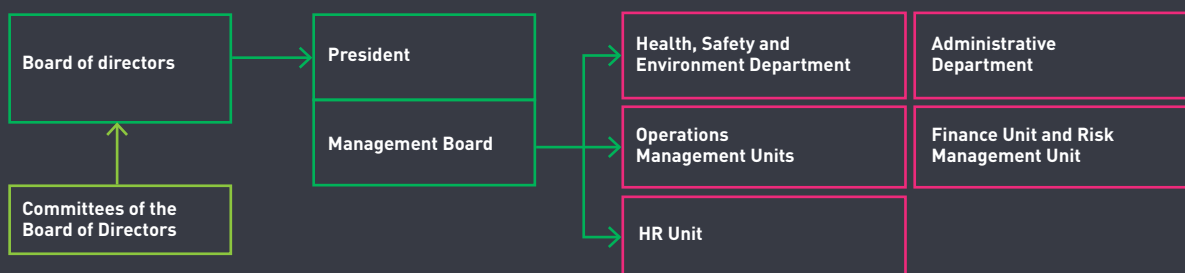 Board of directors
Committees of the
Board of Directors
President
Management Board
Health, Safety and
Environment Department
Administrative
Department
Operations
Management Units
Finance Unit and Risk
Management Unit
HR Unit